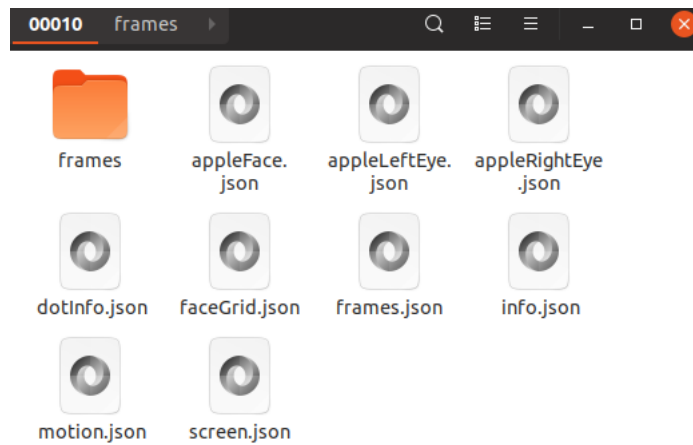 00010 frames
frames
appleFace.
json
appleLeftEye.
json
appleRightEye
.json
dotInfo.json
faceGrid.json
frames.json
info.json
motion.json
screen.json